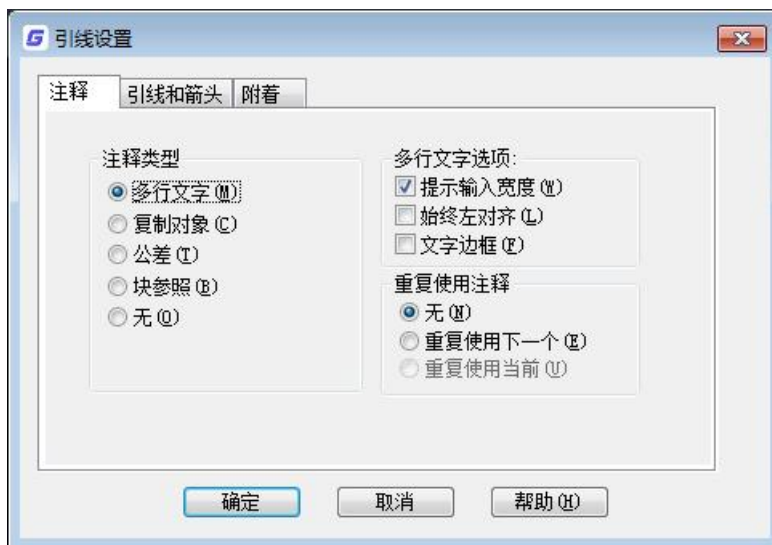 引线设置
注释 引线和箭头 附着
注释类型
多行文字(M)
复制对象(C)
公差(T)
块参照(B)
无(O)
多行文字选项:
提示输入宽度(W)
始终左对齐(L)
文字边框(F)
重复使用注释
无(N)
重复使用下一个(E)
重复使用当前(U)
确定 取消 帮助(H)